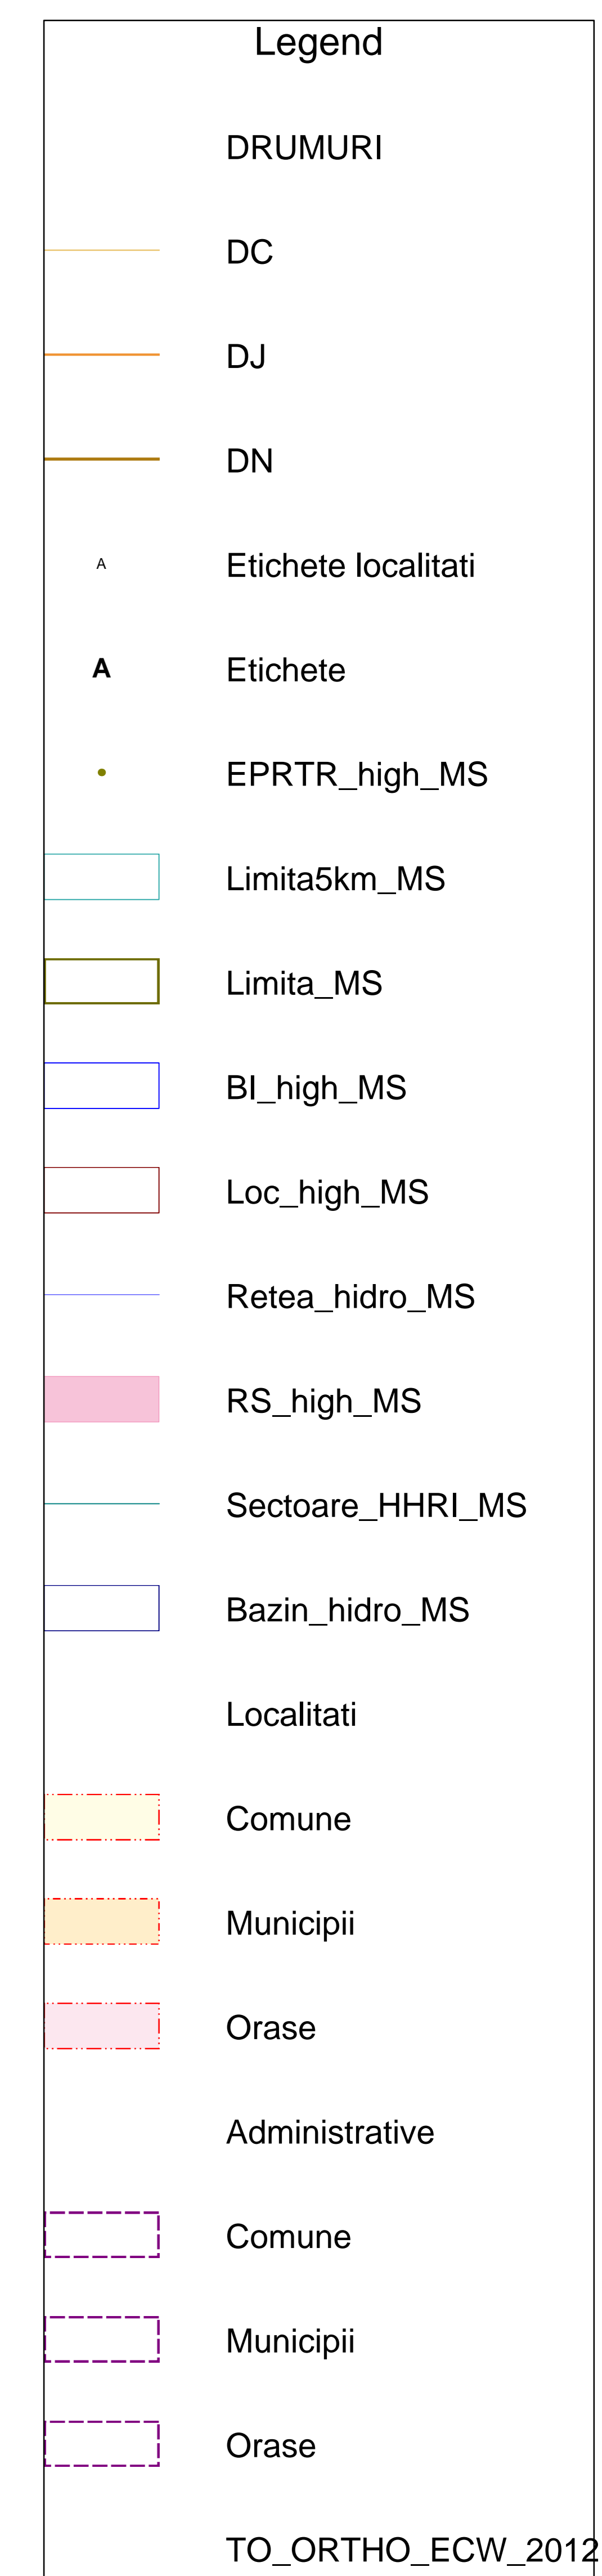 Legend
DRUMURI
DC
DJ
DN
A Etichete localitati
A Etichete
EPRTR_high_MS
Limita5km_MS
Limita_MS
BI_high_MS
Loc_high_MS
Retea_hidro_MS
RS_high_MS
Sectoare_HHRI_MS
Bazin_hidro_MS
Localitati
Comune
Municipii
Orase
Administrative
Comune
Municipii
Orase
TO_ORTHO_ECW_2012